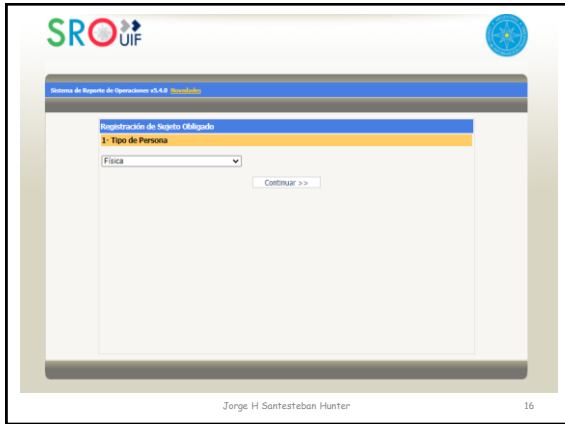 SRO UIF
Sistema de Reporte de Operaciones v5.4.0 Novedades
Registración de Sujeto Obligado
1- Tipo de Persona
Física
Continuar >>
Jorge H Santesteban Hunter
16